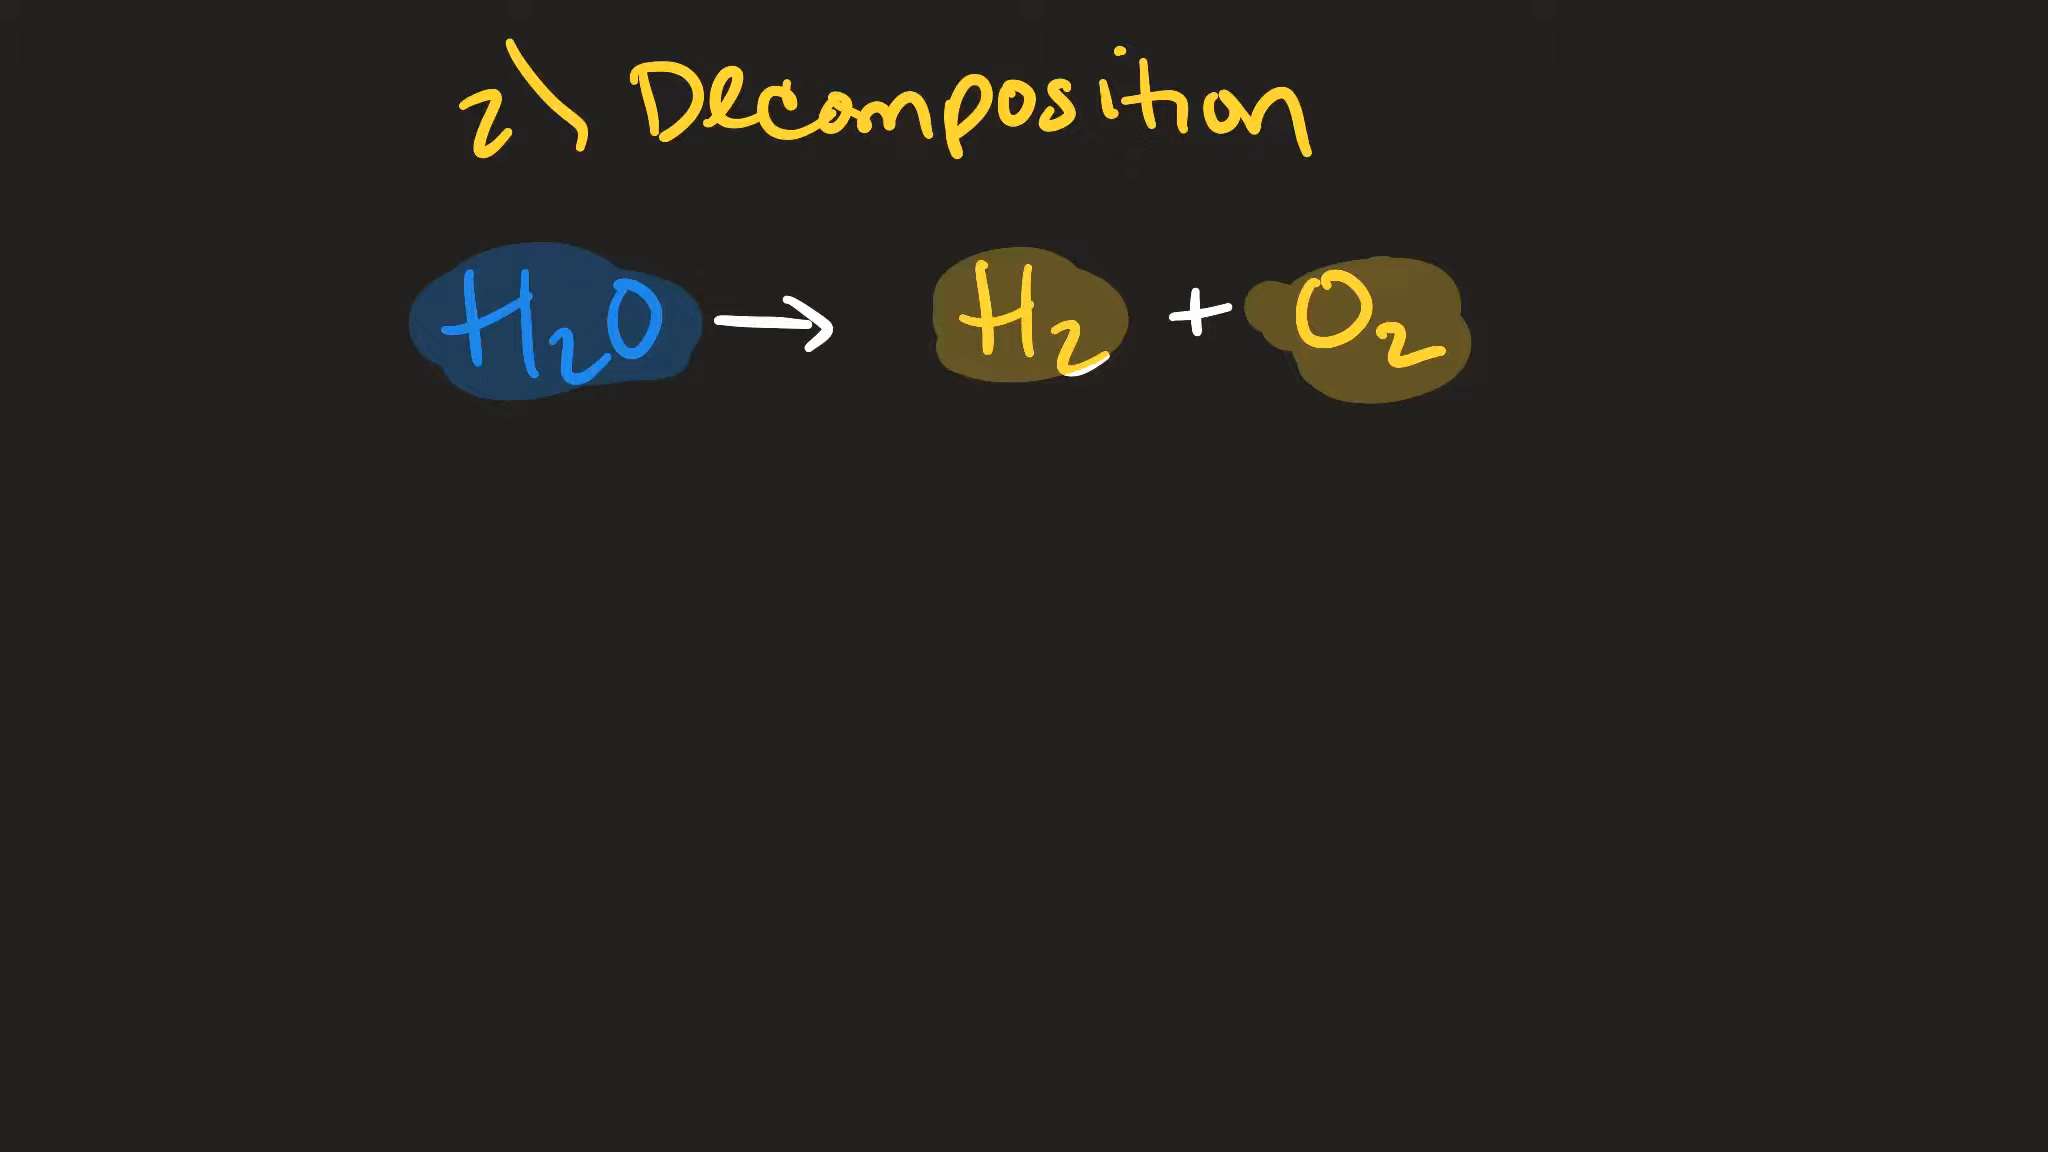 2\ Decomposition
H₂O → H₂ + O₂